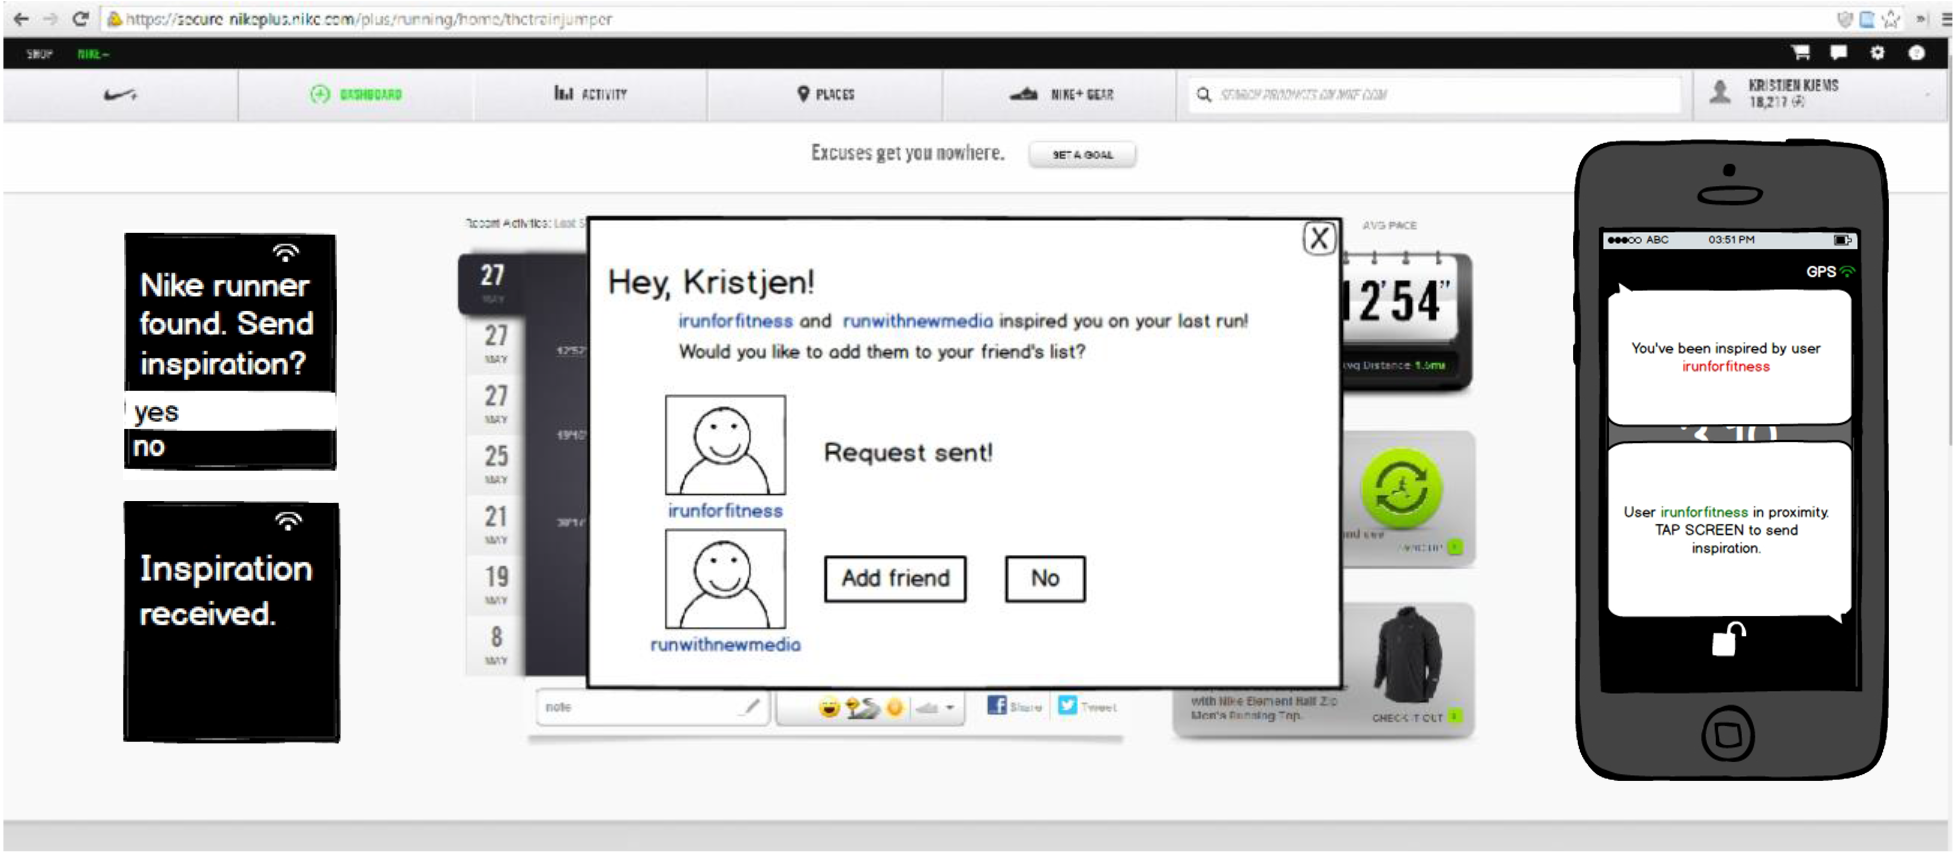 https://secure-nikeplus.nike.com/plus/running/home/thetrainjumper
SHOP
DASHBOARD
ACTIVITY
PLACES
NIKE+ GEAR
SEARCH PRODUCTS ON NIKE.COM
KRISTJEN KJEMS
18,217
Excuses get you nowhere.
SET A GOAL
Nike runner
found. Send
inspiration?
yes
no
Inspiration
received.
Recent Activities: Last
27
MAY
27
MAY
27
MAY
25
MAY
21
MAY
19
MAY
8
MAY
Hey, Kristjen!
irunforfitness and runwithnewmedia inspired you on your last run!
Would you like to add them to your friend's list?
Request sent!
irunforfitness
Add friend
No
runwithnewmedia
X
note
Share
Tweet
AVG PACE
12'54"
Avg Distance 1.5mi
with Nike Element Half Zip
Men's Running Top.
CHECK IT OUT
ABC
03:51 PM
GPS
You've been inspired by user
irunforfitness
User irunforfitness in proximity.
TAP SCREEN to send
inspiration.